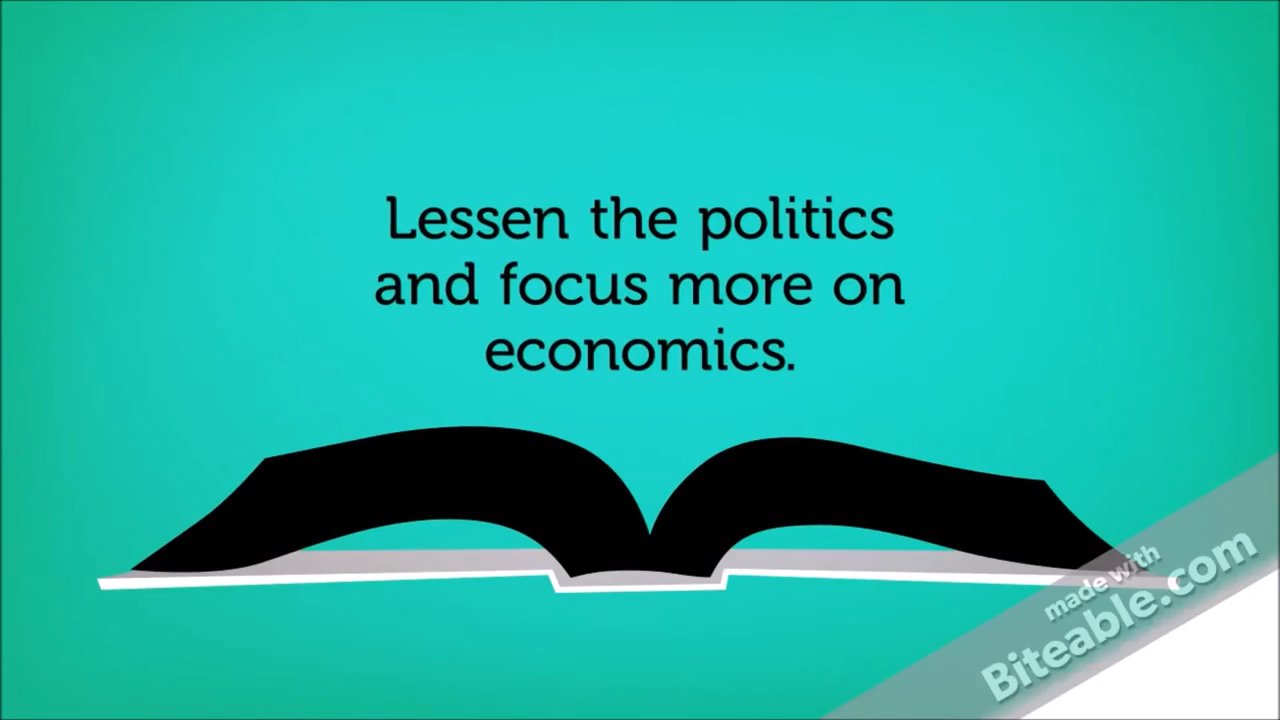 Lessen the politics
and focus more on
economics.
made with
Biteable.com